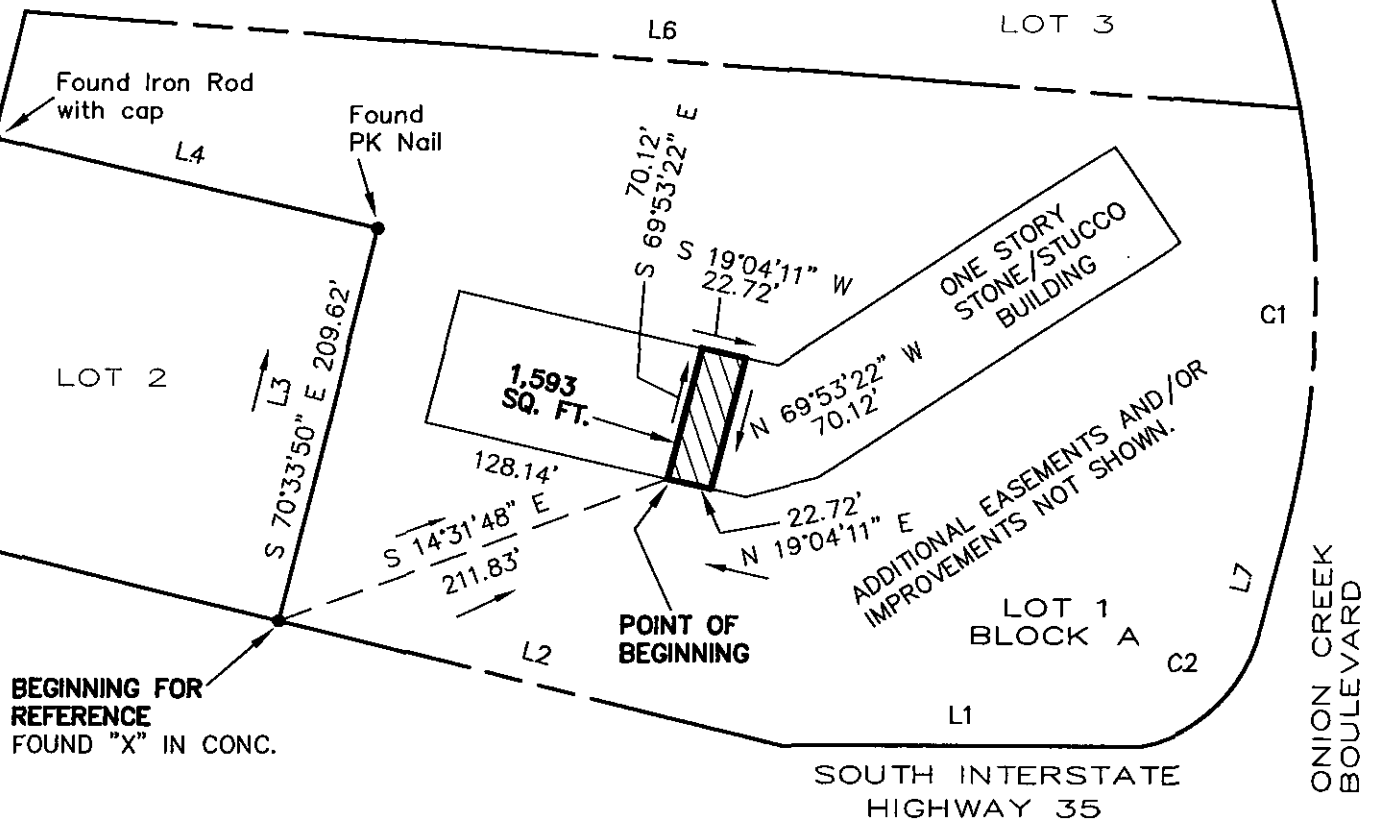 L6
LOT 3
Found Iron Rod
with cap
Found
PK Nail
L4
70.12'
S 69°53'22" E
S 19°04'11" W
22.72'
ONE STORY
STONE/STUCCO
BUILDING
C1
LOT 2
L3
S 70°33'50" E 209.62'
1,593
SQ. FT.
N 69°53'22" W
70.12'
128.14'
S 14°31'48" E
211.83'
22.72'
N 19°04'11" E
ADDITIONAL EASEMENTS AND/OR
IMPROVEMENTS NOT SHOWN.
POINT OF
BEGINNING
LOT 1
BLOCK A
L7
C2
L2
L1
BEGINNING FOR
REFERENCE
FOUND "X" IN CONC.
SOUTH INTERSTATE
HIGHWAY 35
ONION CREEK
BOULEVARD